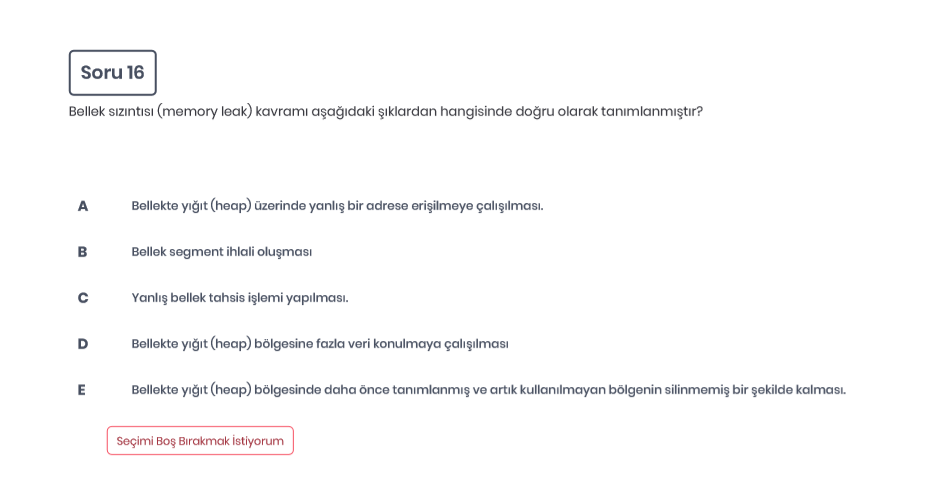 Soru 16
Bellek sızıntısı (memory leak) kavramı aşağıdaki şıklardan hangisinde doğru olarak tanımlanmıştır?
A Bellekte yığıt (heap) üzerinde yanlış bir adrese erişilmeye çalışılması.
B Bellek segment ihlali oluşması
C Yanlış bellek tahsis işlemi yapılması.
D Bellekte yığıt (heap) bölgesine fazla veri konulmaya çalışılması
E Bellekte yığıt (heap) bölgesinde daha önce tanımlanmış ve artık kullanılmayan bölgenin silinmemiş bir şekilde kalması.
Seçimi Boş Bırakmak İstiyorum